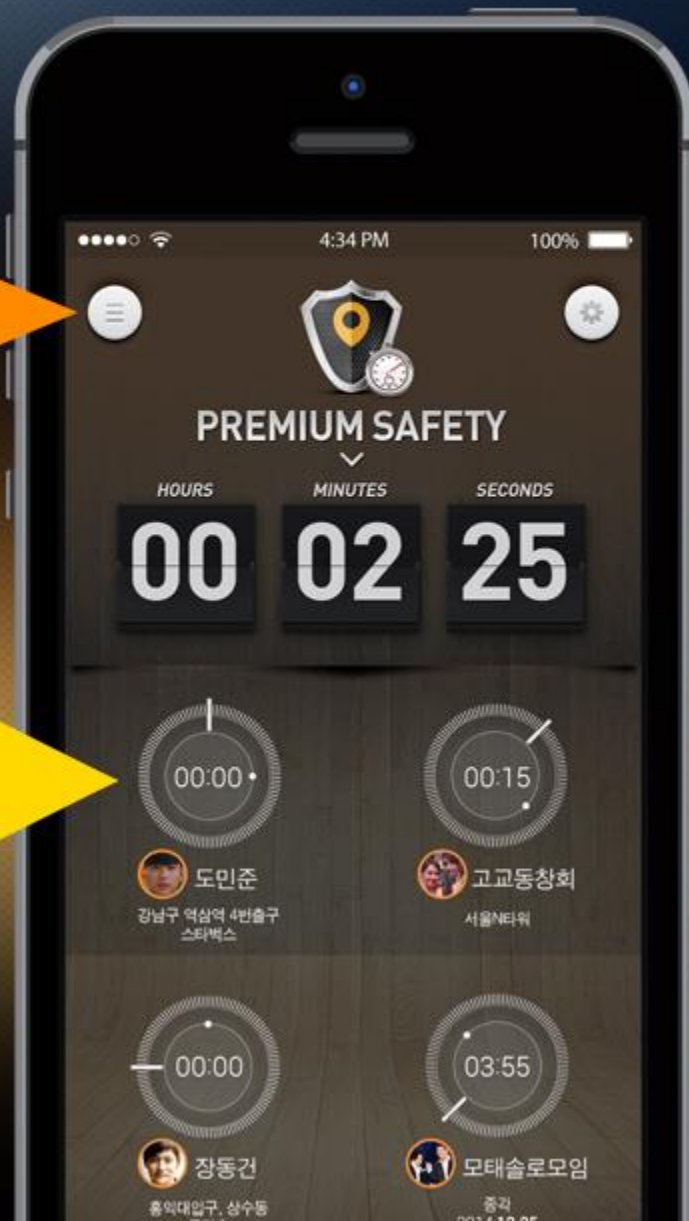 4:34 PM
100%
PREMIUM SAFETY
HOURS
MINUTES
SECONDS
00
02
25
00:00
00:15
도민준
고교동창회
강남구 역삼역 4번출구
스타벅스
서울N타워
00:00
03:55
장동건
모태솔로모임
홍익대입구, 상수동
종각